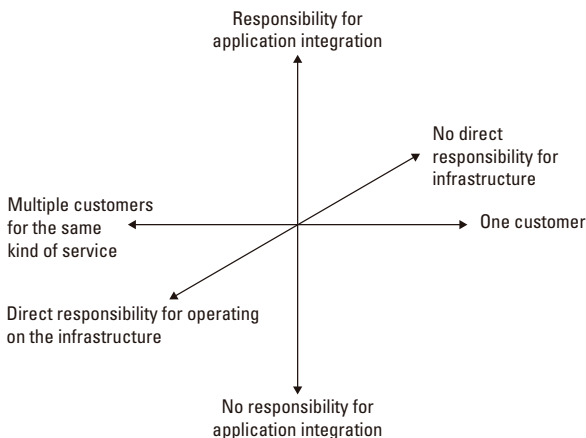 Responsibility for
application integration
No direct
responsibility for
infrastructure
Multiple customers
for the same
kind of service
One customer
Direct responsibility for operating
on the infrastructure
No responsibility for
application integration